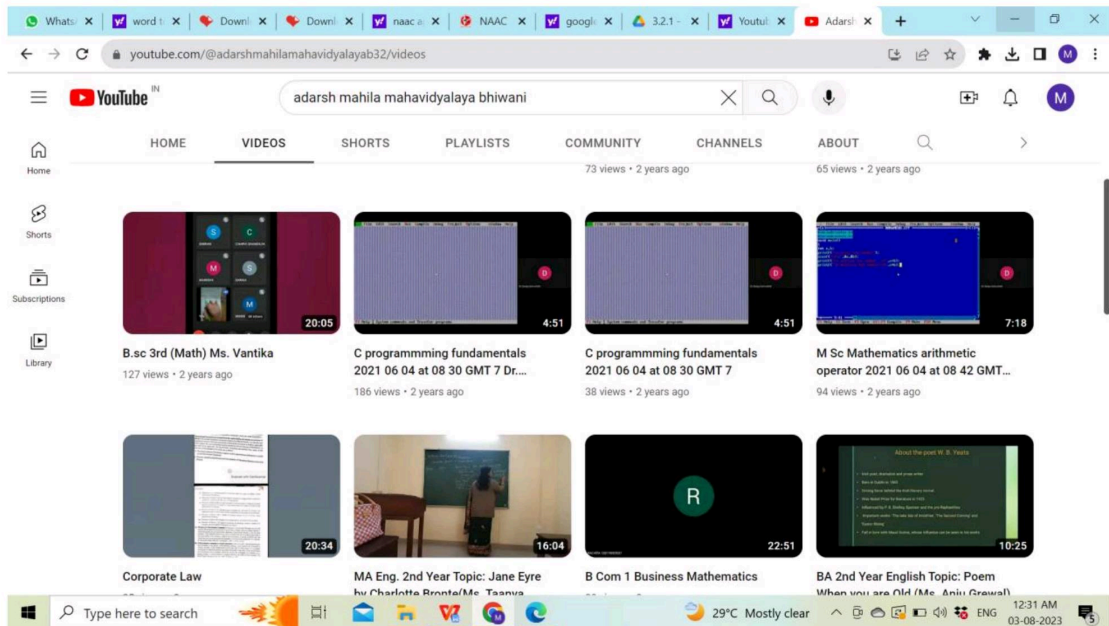 Whats
word t
Downl
Downl
naac a
NAAC
google
3.2.1 -
Youtub
Adarsh
youtube.com/@adarshmahilamahavidyalayab32/videos
M
YouTube IN
adarsh mahila mahavidyalaya bhiwani
M
HOME VIDEOS SHORTS PLAYLISTS COMMUNITY CHANNELS ABOUT
Home
Shorts
Subscriptions
Library
73 views • 2 years ago
65 views • 2 years ago
20:05
4:51
4:51
7:18
B.sc 3rd (Math) Ms. Vantika
127 views • 2 years ago
C programmming fundamentals
2021 06 04 at 08 30 GMT 7 Dr....
186 views • 2 years ago
C programmming fundamentals
2021 06 04 at 08 30 GMT 7
38 views • 2 years ago
M Sc Mathematics arithmetic
operator 2021 06 04 at 08 42 GMT...
94 views • 2 years ago
R
About the poet W. B. Yeats
20:34
16:04
22:51
10:25
Corporate Law
MA Eng. 2nd Year Topic: Jane Eyre
by Charlotte Bronte(Ms. Taanya
B Com 1 Business Mathematics
BA 2nd Year English Topic: Poem
When you are Old (Ms. Anju Grewal)
Type here to search
29°C Mostly clear
ENG
12:31 AM
03-08-2023
5